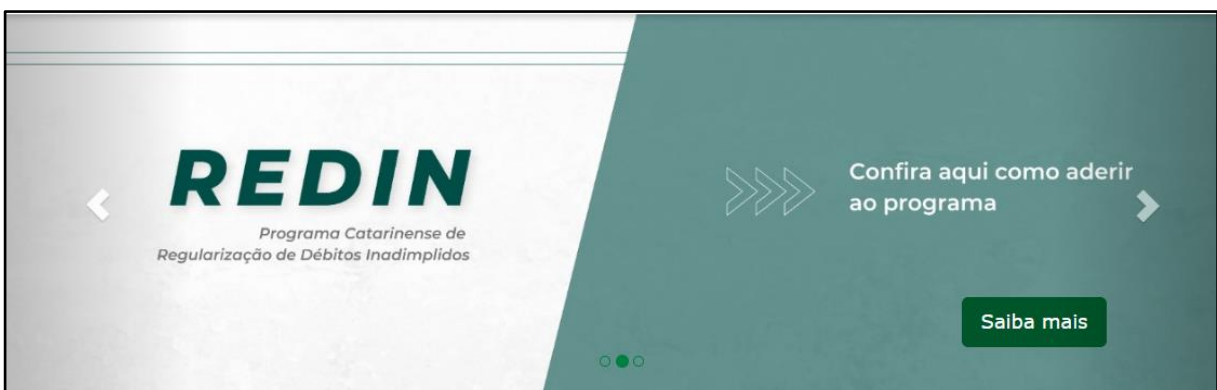 REDIN
Programa Catarinense de
Regularização de Débitos Inadimplidos
Confira aqui como aderir
ao programa
Saiba mais